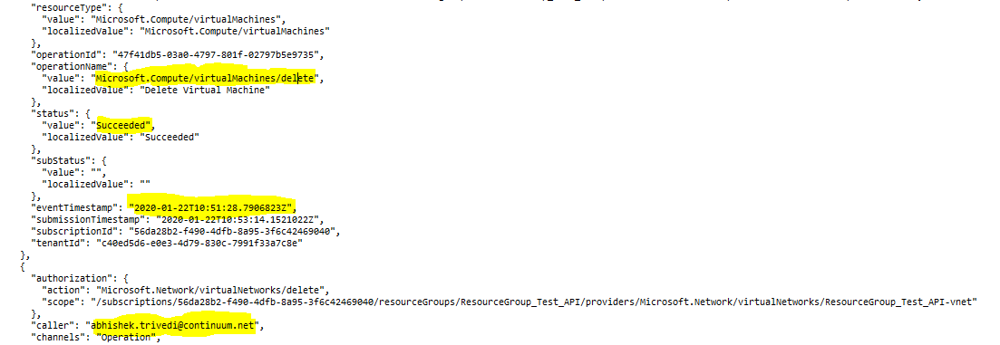 "resourceType": {
"value": "Microsoft.Compute/virtualMachines",
"localizedValue": "Microsoft.Compute/virtualMachines"
},
"operationId": "47f41db5-03a0-4797-801f-02797b5e9735",
"operationName": {
"value": "Microsoft.Compute/virtualMachines/delete",
"localizedValue": "Delete Virtual Machine"
},
"status": {
"value": "Succeeded",
"localizedValue": "Succeeded"
},
"subStatus": {
"value": "",
"localizedValue": ""
},
"eventTimestamp": "2020-01-22T10:51:28.7906823Z",
"submissionTimestamp": "2020-01-22T10:53:14.1521022Z",
"subscriptionId": "56da28b2-f490-4dfb-8a95-3f6c42469040",
"tenantId": "c40ed5d6-e0e3-4d79-830c-7991f33a7c8e"
},
{
"authorization": {
"action": "Microsoft.Network/virtualNetworks/delete",
"scope": "/subscriptions/56da28b2-f490-4dfb-8a95-3f6c42469040/resourceGroups/ResourceGroup_Test_API/providers/Microsoft.Network/virtualNetworks/ResourceGroup_Test_API-vnet"
},
"caller": "abhishek.trivedi@continuum.net",
"channels": "Operation",